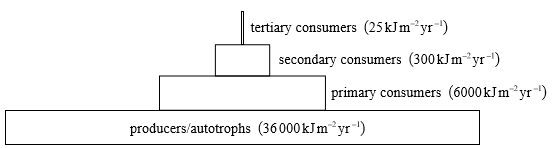 tertiary consumers (25 kJ m⁻² yr⁻¹)
secondary consumers (300 kJ m⁻² yr⁻¹)
primary consumers (6000 kJ m⁻² yr⁻¹)
producers/autotrophs (36 000 kJ m⁻² yr⁻¹)